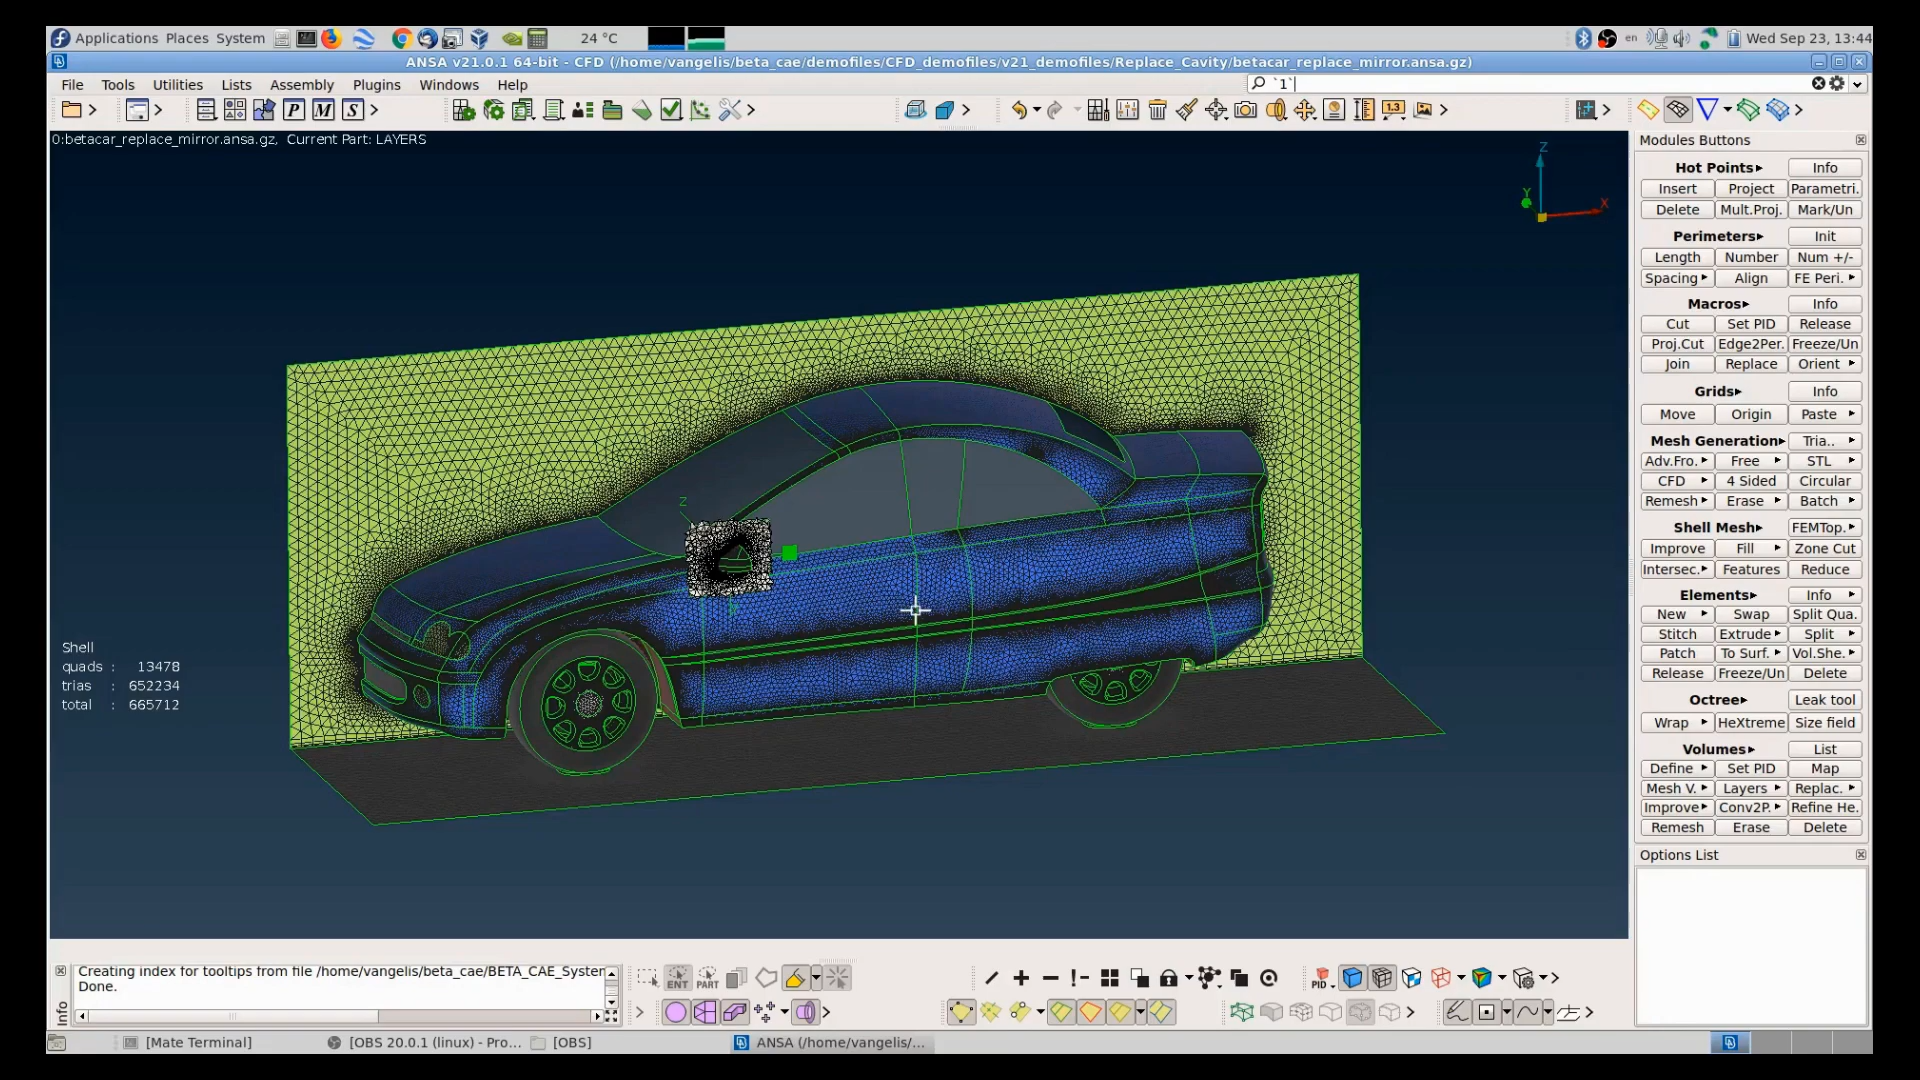 Applications Places System
24 °C
en
Wed Sep 23, 13:44
ANSA v21.0.1 64-bit - CFD (/home/vangelis/beta_cae/demofiles/CFD_demofiles/v21_demofiles/Replace_Cavity/betacar_replace_mirror.ansa.gz)
File Tools Utilities Lists Assembly Plugins Windows Help
`1`
P M S
1.3
0:betacar_replace_mirror.ansa.gz, Current Part: LAYERS
Z
Y
X
Z
Shell
quads : 13478
trias : 652234
total : 665712
Modules Buttons
Hot Points Info
Insert Project Parametri.
Delete Mult.Proj. Mark/Un
Perimeters Init
Length Number Num +/-
Spacing Align FE Peri.
Macros Info
Cut Set PID Release
Proj.Cut Edge2Per. Freeze/Un
Join Replace Orient
Grids Info
Move Origin Paste
Mesh Generation Tria..
Adv.Fro. Free STL
CFD 4 Sided Circular
Remesh Erase Batch
Shell Mesh FEMTop.
Improve Fill Zone Cut
Intersec. Features Reduce
Elements Info
New Swap Split Qua.
Stitch Extrude Split
Patch To Surf. Vol.She.
Release Freeze/Un Delete
Octree Leak tool
Wrap HeXtreme Size field
Volumes List
Define Set PID Map
Mesh V. Layers Replac.
Improve Conv2P. Refine He.
Remesh Erase Delete
Options List
Creating index for tooltips from file /home/vangelis/beta_cae/BETA_CAE_System
Done.
Info
ENT PART
PID
[Mate Terminal]
[OBS 20.0.1 (linux) - Pro...
[OBS]
ANSA (/home/vangelis/...